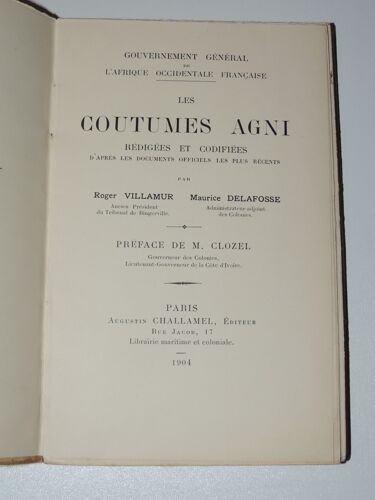 GOUVERNEMENT GÉNÉRAL
DE
L'AFRIQUE OCCIDENTALE FRANÇAISE
LES
COUTUMES AGNI
RÉDIGÉES ET CODIFIÉES
D'APRÈS LES DOCUMENTS OFFICIELS LES PLUS RÉCENTS
PAR
Roger VILLAMUR
Ancien Président
du Tribunal de Bingerville.
Maurice DELAFOSSE
Administrateur-adjoint
des Colonies.
PRÉFACE DE M. CLOZEL
Gouverneur des Colonies,
Lieutenant-Gouverneur de la Côte d'Ivoire.
PARIS
AUGUSTIN CHALLAMEL, ÉDITEUR
RUE JACOB, 17
Librairie maritime et coloniale.
1904